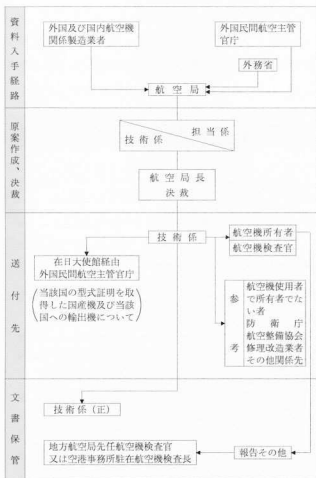 資料入手経路
外国及び国内航空機
関係製造業者
外国民間航空主管
官庁
外務省
航空局
原案作成、決裁
担当係
技術係
航空局長
決裁
送付先
技術係
航空機所有者
航空機検査官
在日大使館経由
外国民間航空主管官庁
当該国の型式証明を取
得した国産機及び当該
国への輸出機について
参考
航空機使用者
で所有者でな
い者
防衛庁
航空整備協会
修理改造業者
その他関係先
文書保管
技術係(正)
地方航空局先任航空機検査官
又は空港事務所駐在航空機検査長
報告その他